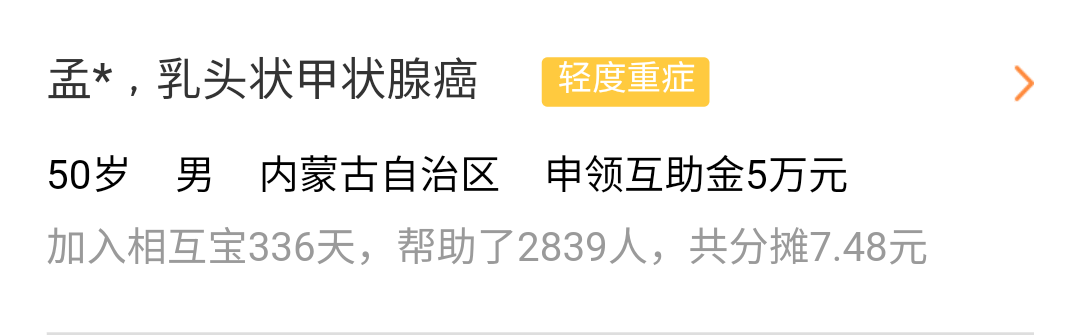 孟*，乳头状甲状腺癌 轻度重症
50岁 男 内蒙古自治区 申领互助金5万元
加入相互宝336天，帮助了2839人，共分摊7.48元